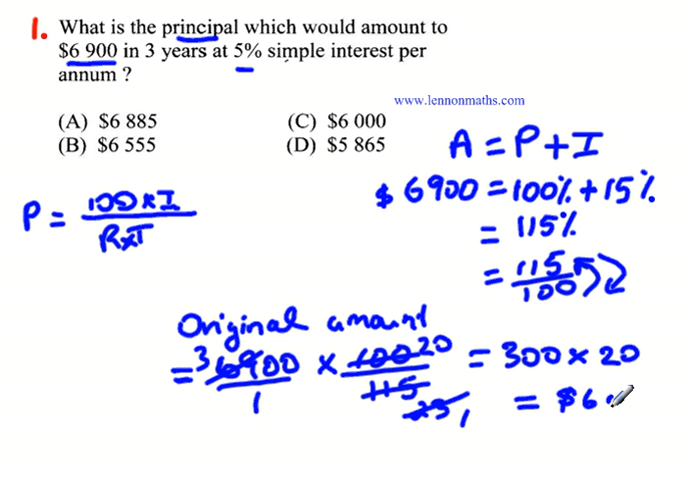 1. What is the principal which would amount to
$6 900 in 3 years at 5% simple interest per
annum ?
www.lennonmaths.com
(A) $6 885 (C) $6 000
(B) $6 555 (D) $5 865
A = P + I
$ 6900 = 100% + 15%
P = 100 x I / R x T
= 115%
= 115/100
Original amount
= 6900/1 x 100/115 = 300 x 20
= $6